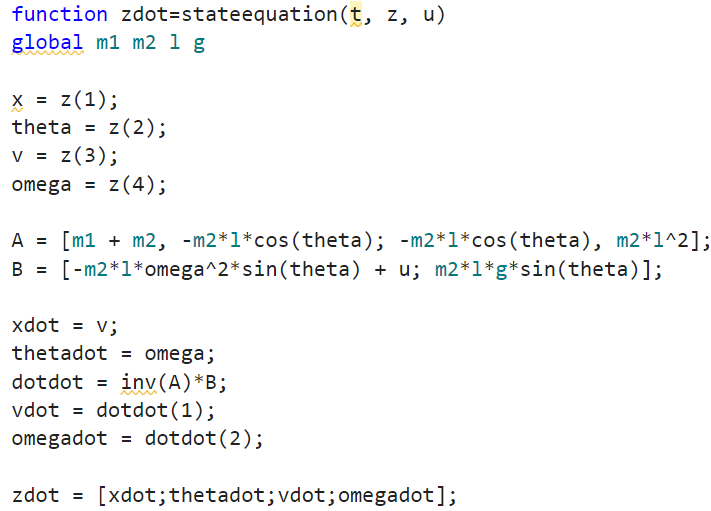 function zdot=stateequation(t, z, u)
global m1 m2 l g
x = z(1);
theta = z(2);
v = z(3);
omega = z(4);
A = [m1 + m2, -m2*l*cos(theta); -m2*l*cos(theta), m2*l^2];
B = [-m2*l*omega^2*sin(theta) + u; m2*l*g*sin(theta)];
xdot = v;
thetadot = omega;
dotdot = inv(A)*B;
vdot = dotdot(1);
omegadot = dotdot(2);
zdot = [xdot;thetadot;vdot;omegadot];